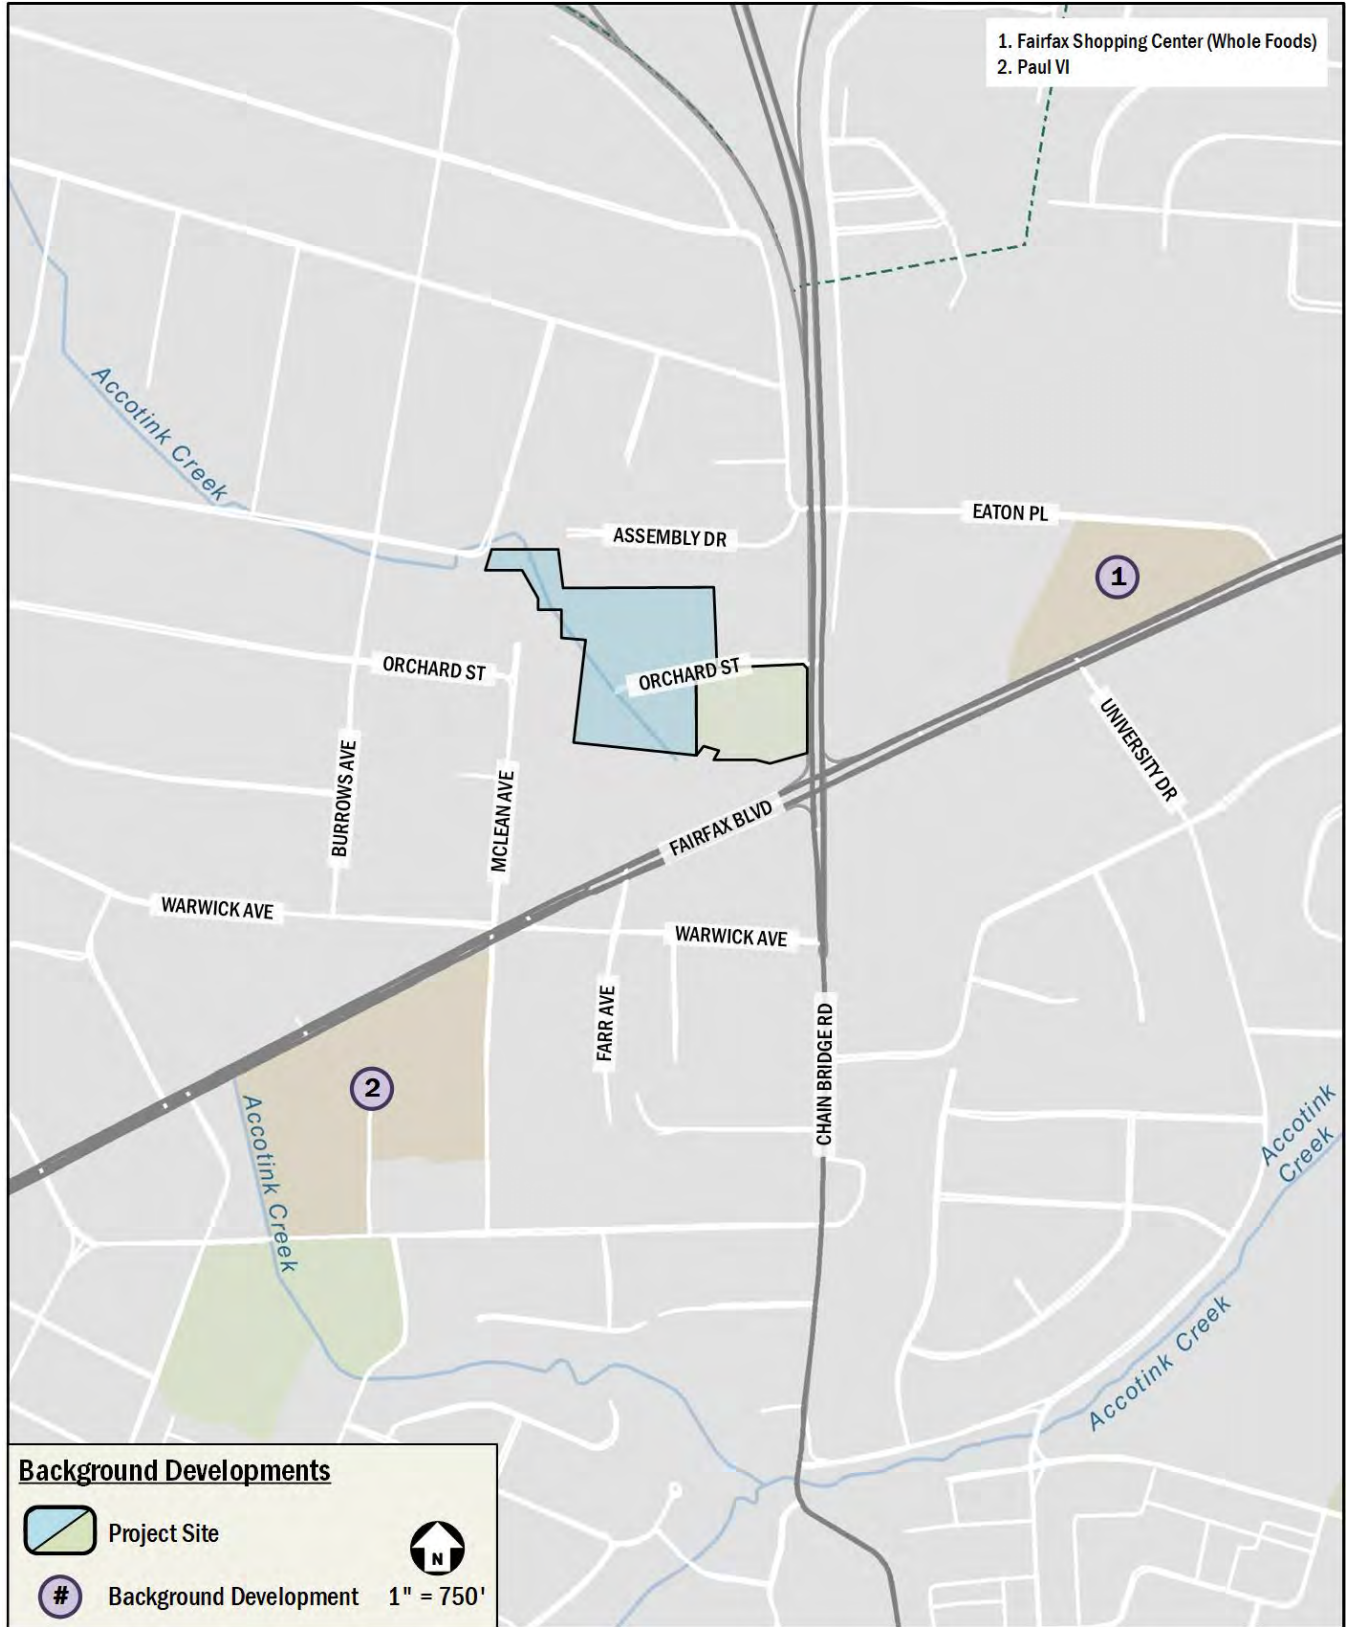 1. Fairfax Shopping Center (Whole Foods)
2. Paul VI
Accotink Creek
EATON PL
ASSEMBLY DR
1
ORCHARD ST
ORCHARD ST
UNIVERSITY DR
BURROWS AVE
MCLEAN AVE
FAIRFAX BLVD
WARWICK AVE
WARWICK AVE
FARR AVE
CHAIN BRIDGE RD
2
Accotink Creek
Accotink
Creek
Accotink Creek
Background Developments
Project Site
N
# Background Development 1" = 750'